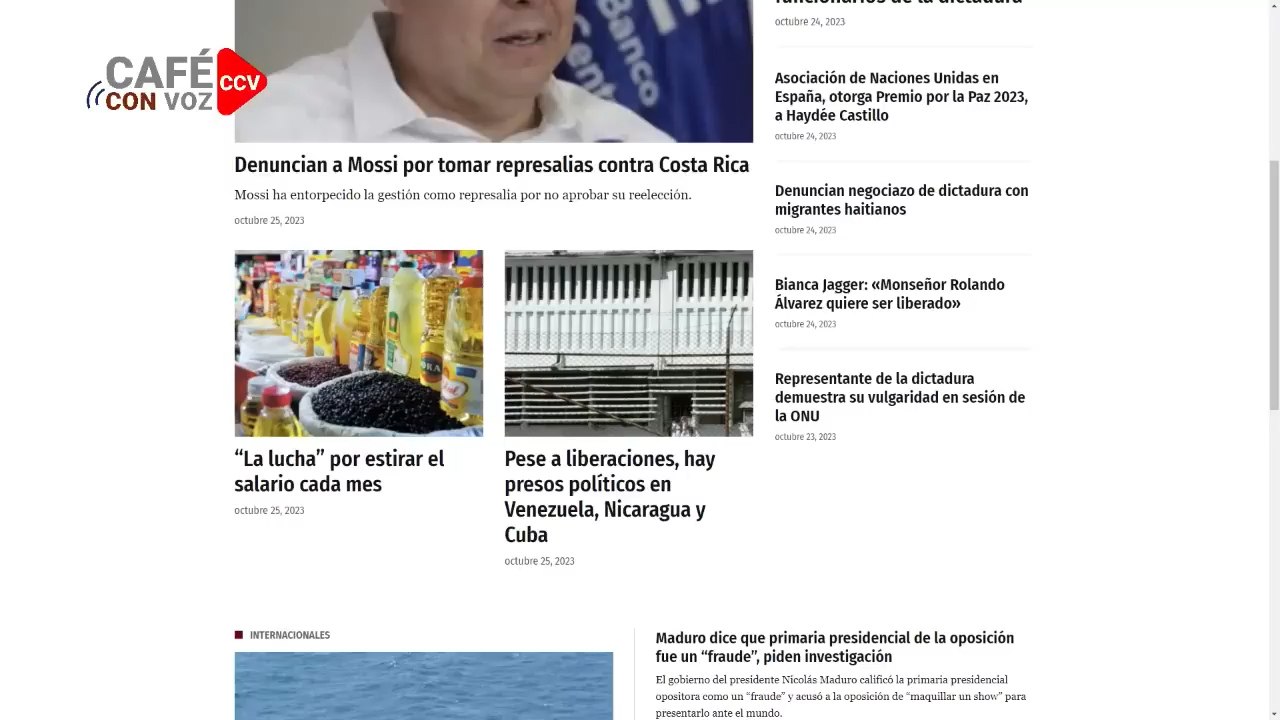 CAFÉ
CON VOZ
CCV
Banco
octubre 24, 2023
Denuncian a Mossi por tomar represalias contra Costa Rica
Mossi ha entorpecido la gestión como represalia por no aprobar su reelección.
octubre 25, 2023
“La lucha” por estirar el
salario cada mes
octubre 25, 2023
Pese a liberaciones, hay
presos políticos en
Venezuela, Nicaragua y
Cuba
octubre 25, 2023
Asociación de Naciones Unidas en
España, otorga Premio por la Paz 2023,
a Haydée Castillo
octubre 24, 2023
Denuncian negociazo de dictadura con
migrantes haitianos
octubre 24, 2023
Bianca Jagger: «Monseñor Rolando
Álvarez quiere ser liberado»
octubre 24, 2023
Representante de la dictadura
demuestra su vulgaridad en sesión de
la ONU
octubre 23, 2023
INTERNACIONALES
Maduro dice que primaria presidencial de la oposición
fue un “fraude”, piden investigación
El gobierno del presidente Nicolás Maduro calificó la primaria presidencial
opositora como un “fraude” y acusó a la oposición de “maquillar un show” para
presentarlo ante el mundo.